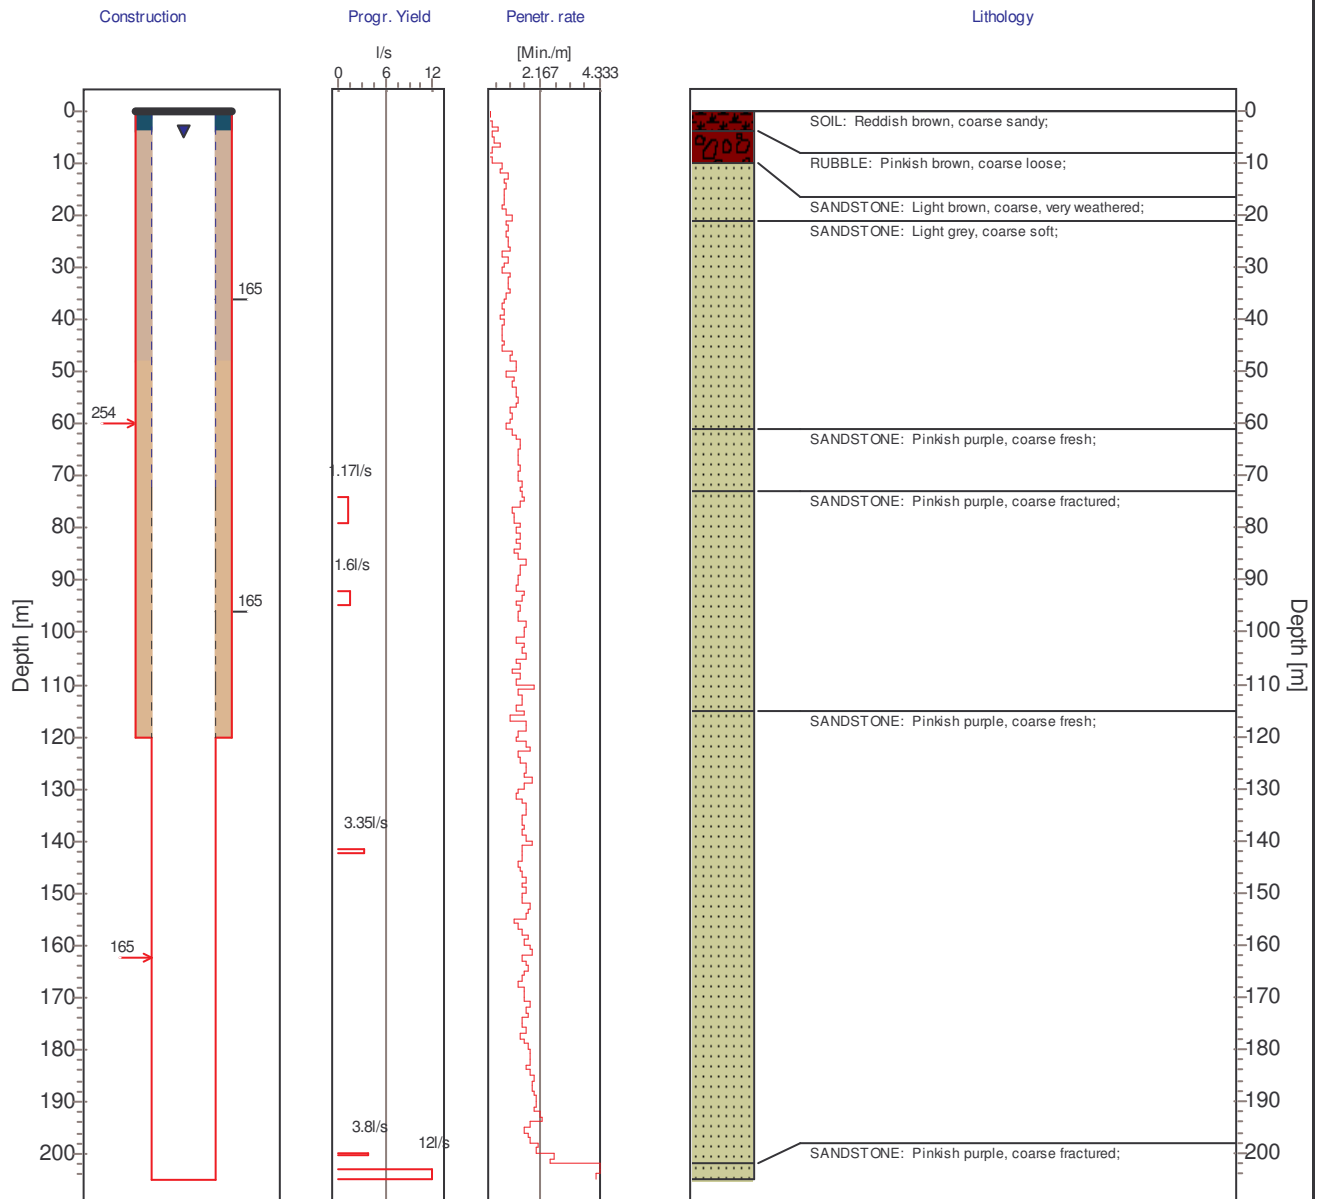 Construction
Progr. Yield
Penetr. rate
Lithology
l/s
[Min./m]
0 6 12
2.167 4.333
0
10
20
30
40
50
60
70
80
90
100
110
120
130
140
150
160
170
180
190
200
Depth [m]
165
254
165
165
1.17l/s
1.6l/s
3.35l/s
3.8l/s
12l/s
SOIL: Reddish brown, coarse sandy;
RUBBLE: Pinkish brown, coarse loose;
SANDSTONE: Light brown, coarse, very weathered;
SANDSTONE: Light grey, coarse soft;
SANDSTONE: Pinkish purple, coarse fresh;
SANDSTONE: Pinkish purple, coarse fractured;
SANDSTONE: Pinkish purple, coarse fresh;
SANDSTONE: Pinkish purple, coarse fractured;
0
10
20
30
40
50
60
70
80
90
100
110
120
130
140
150
160
170
180
190
200
Depth [m]